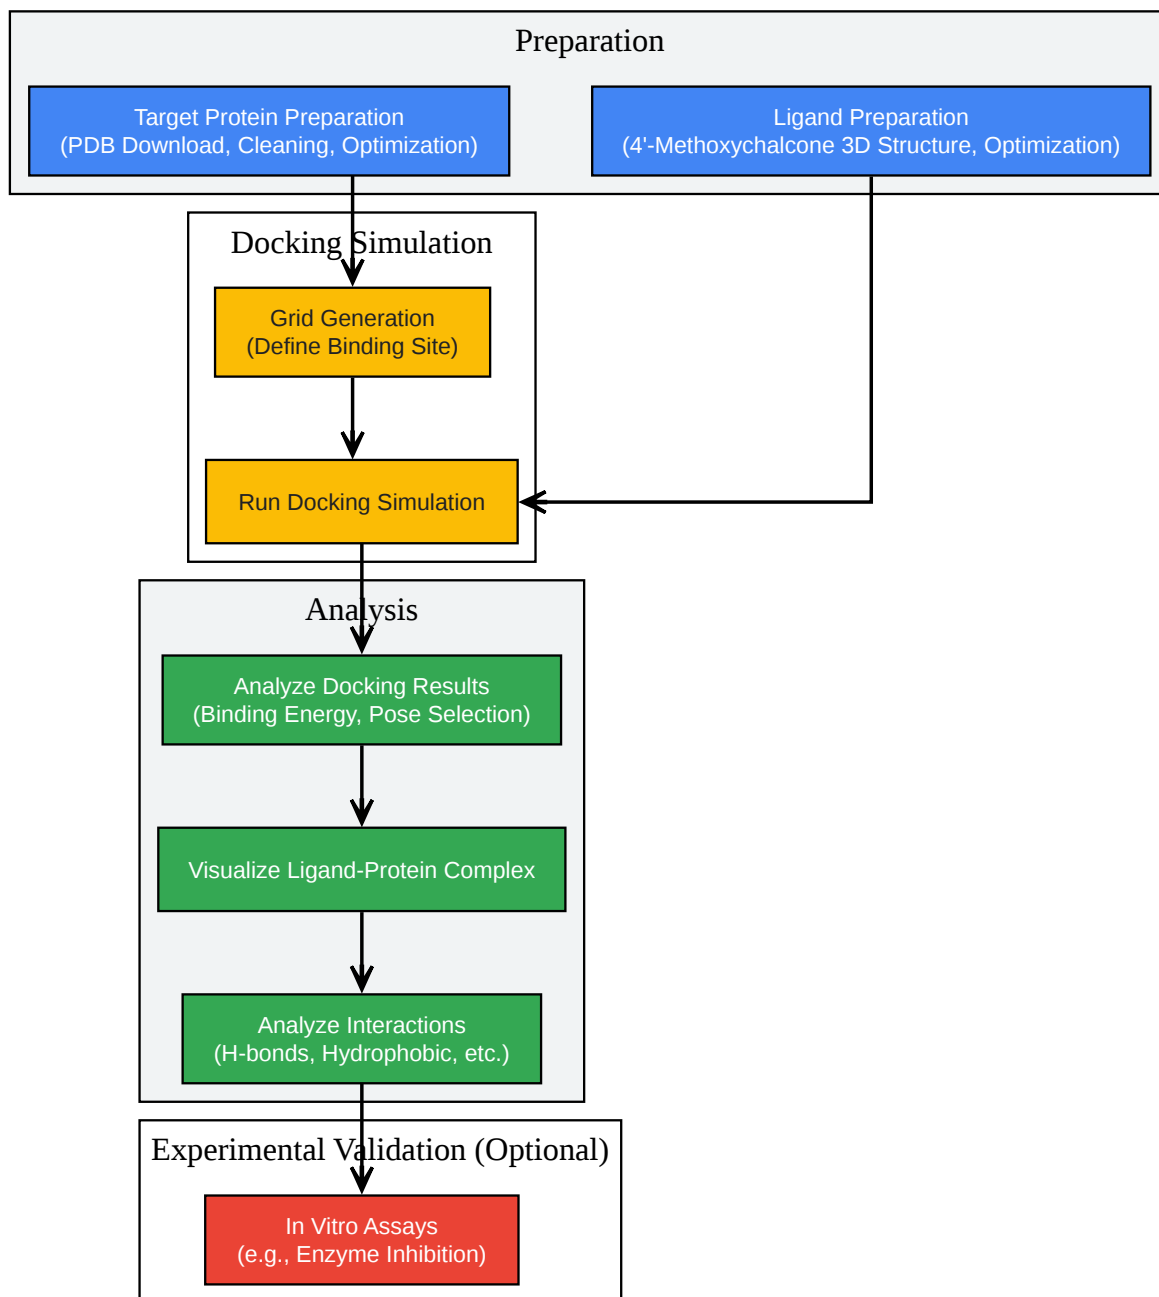 Preparation
Target Protein Preparation
(PDB Download, Cleaning, Optimization)
Ligand Preparation
(4'-Methoxychalcone 3D Structure, Optimization)
Docking Simulation
Grid Generation
(Define Binding Site)
Run Docking Simulation
Analysis
Analyze Docking Results
(Binding Energy, Pose Selection)
Visualize Ligand-Protein Complex
Analyze Interactions
(H-bonds, Hydrophobic, etc.)
Experimental Validation (Optional)
In Vitro Assays
(e.g., Enzyme Inhibition)